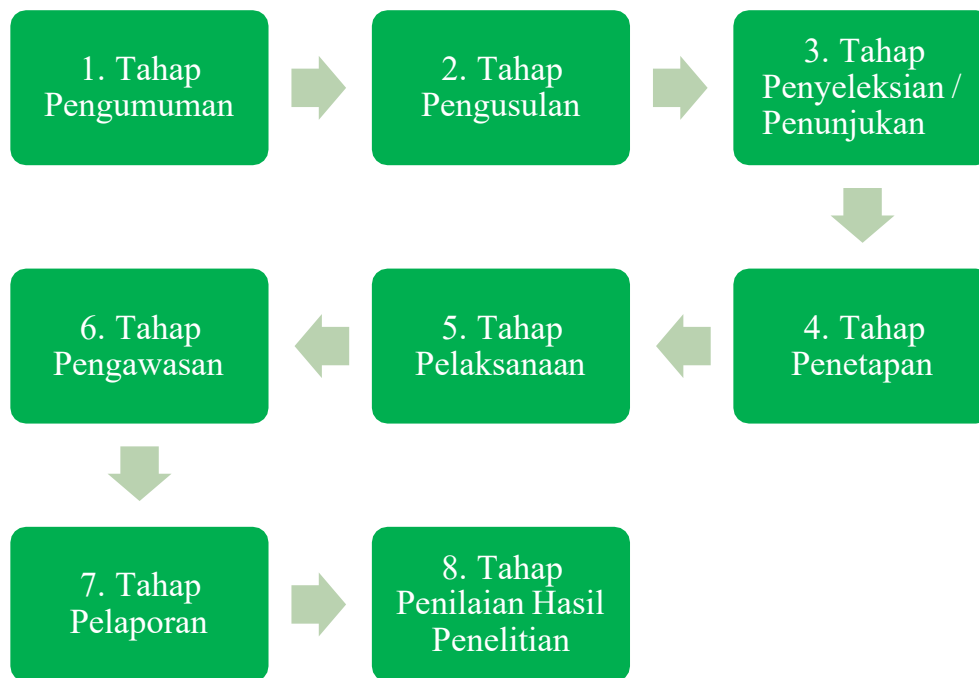 1. Tahap
Pengumuman
2. Tahap
Pengusulan
3. Tahap
Penyeleksian /
Penunjukan
4. Tahap
Penetapan
5. Tahap
Pelaksanaan
6. Tahap
Pengawasan
7. Tahap
Pelaporan
8. Tahap
Penilaian Hasil
Penelitian